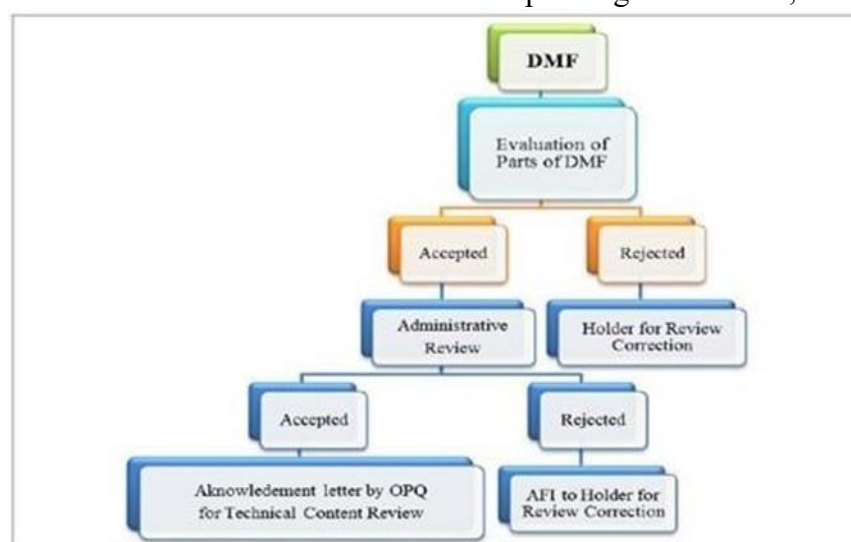 DMF
Evaluation of
Parts of DMF
Accepted
Rejected
Administrative
Review
Holder for Review
Correction
Accepted
Rejected
Aknowledement letter by OPQ
for Technical Content Review
AFI to Holder for
Review Correction